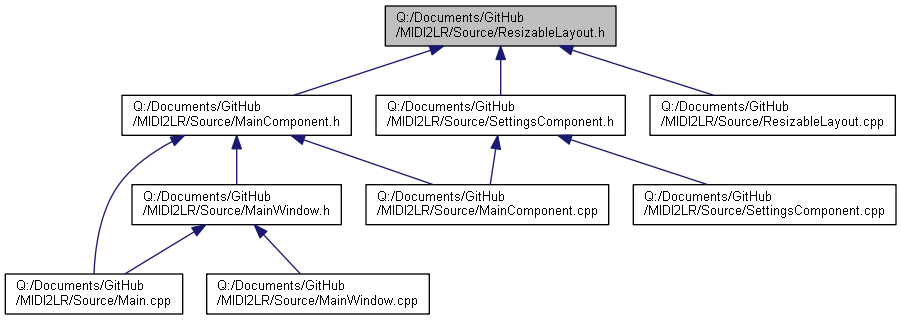 Q:/Documents/GitHub
/MIDI2LR/Source/ResizableLayout.h
Q:/Documents/GitHub
/MIDI2LR/Source/MainComponent.h
Q:/Documents/GitHub
/MIDI2LR/Source/SettingsComponent.h
Q:/Documents/GitHub
/MIDI2LR/Source/ResizableLayout.cpp
Q:/Documents/GitHub
/MIDI2LR/Source/MainWindow.h
Q:/Documents/GitHub
/MIDI2LR/Source/MainComponent.cpp
Q:/Documents/GitHub
/MIDI2LR/Source/SettingsComponent.cpp
Q:/Documents/GitHub
/MIDI2LR/Source/Main.cpp
Q:/Documents/GitHub
/MIDI2LR/Source/MainWindow.cpp